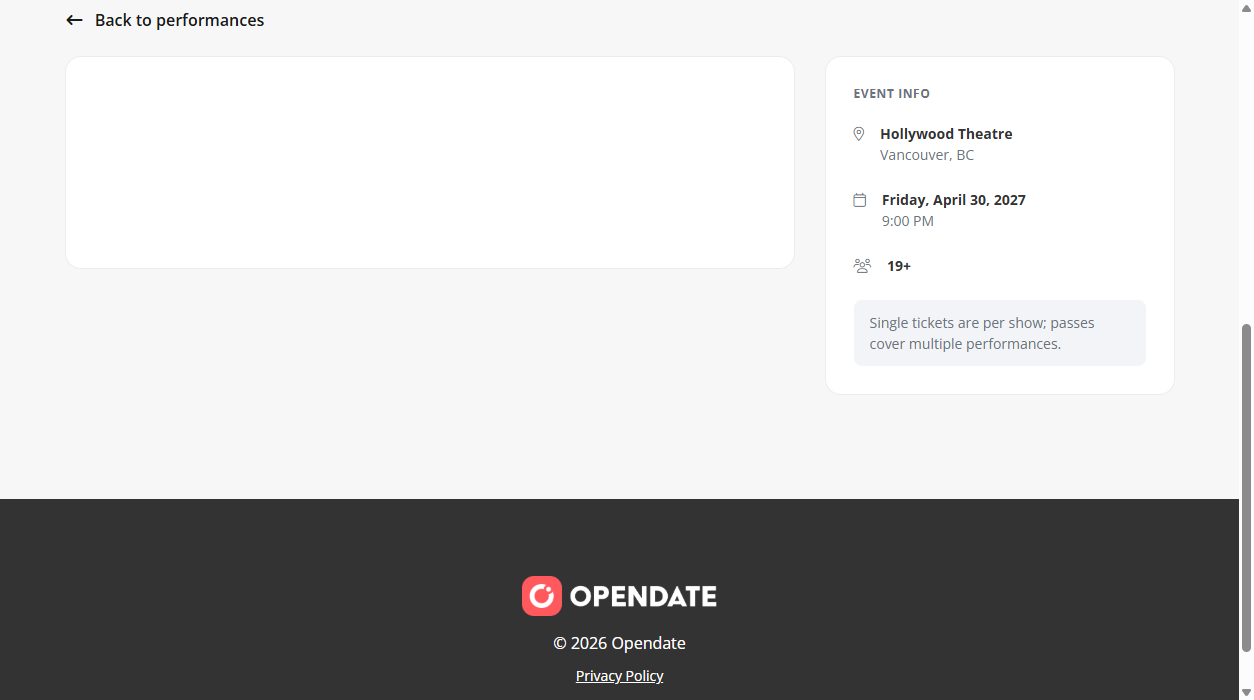 Back to performances
EVENT INFO
Hollywood Theatre
Vancouver, BC
Friday, April 30, 2027
9:00 PM
19+
Single tickets are per show; passes
cover multiple performances.
OPENDATE
© 2026 Opendate
Privacy Policy